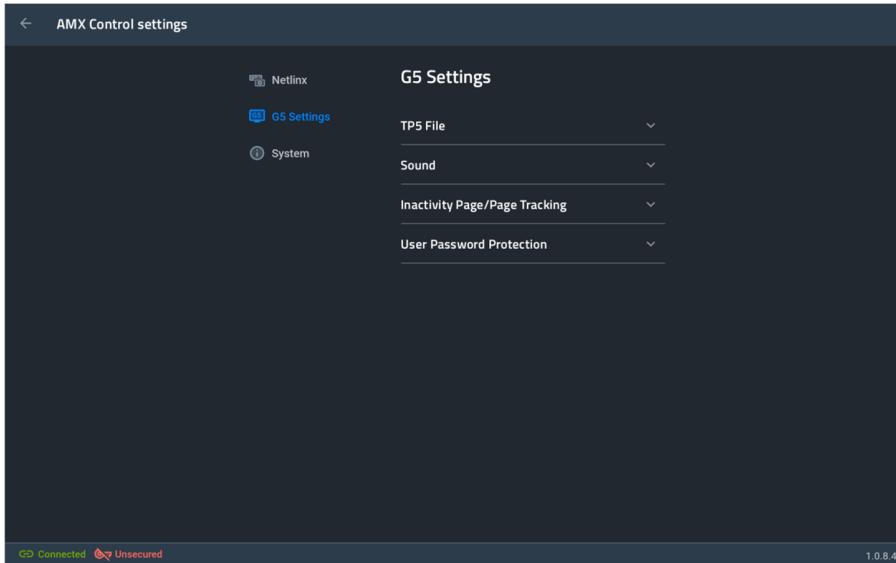 AMX Control settings
Netlinx
G5 Settings
System
G5 Settings
TP5 File
Sound
Inactivity Page/Page Tracking
User Password Protection
Connected Unsecured
1.0.8.4